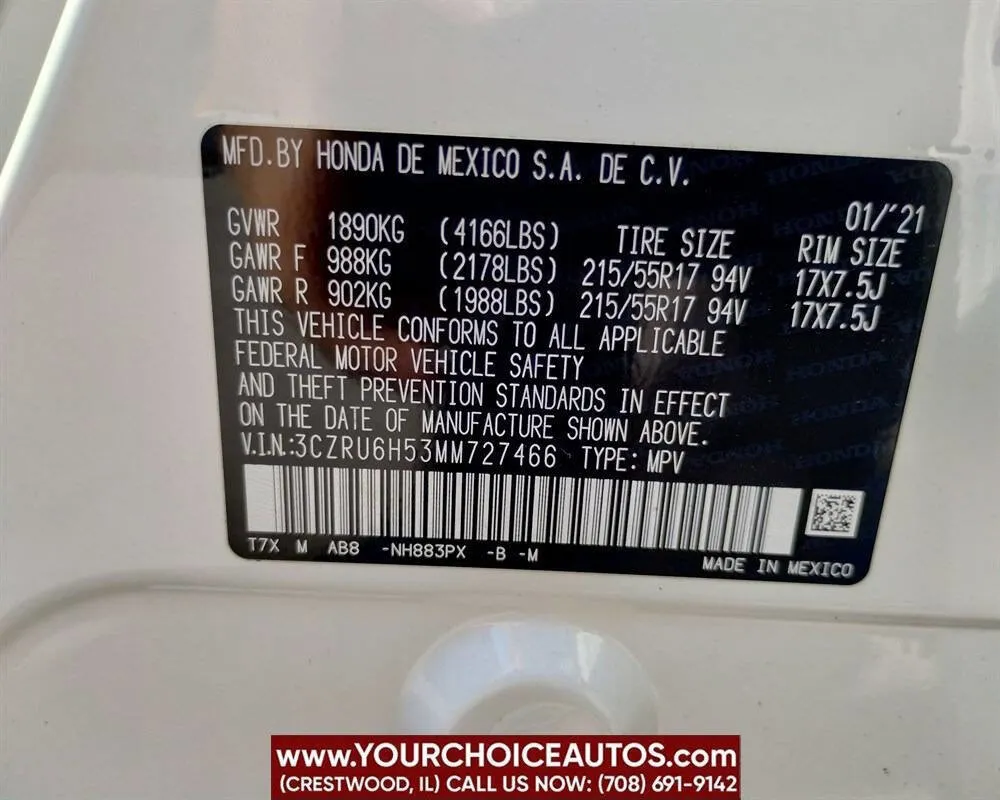 MFD.BY HONDA DE MEXICO S.A. DE C.V.
01/'21
GVWR 1890KG (4166LBS) TIRE SIZE RIM SIZE
GAWR F 988KG (2178LBS) 215/55R17 94V 17X7.5J
GAWR R 902KG (1988LBS) 215/55R17 94V 17X7.5J
THIS VEHICLE CONFORMS TO ALL APPLICABLE
FEDERAL MOTOR VEHICLE SAFETY
AND THEFT PREVENTION STANDARDS IN EFFECT
ON THE DATE OF MANUFACTURE SHOWN ABOVE.
V.I.N.:3CZRU6H53MM727466 TYPE: MPV
T7X M AB8 -NH883PX -B -M
MADE IN MEXICO
WWW.YOURCHOICEAUTOS.COM
(CRESTWOOD, IL) CALL US NOW: (708) 691-9142